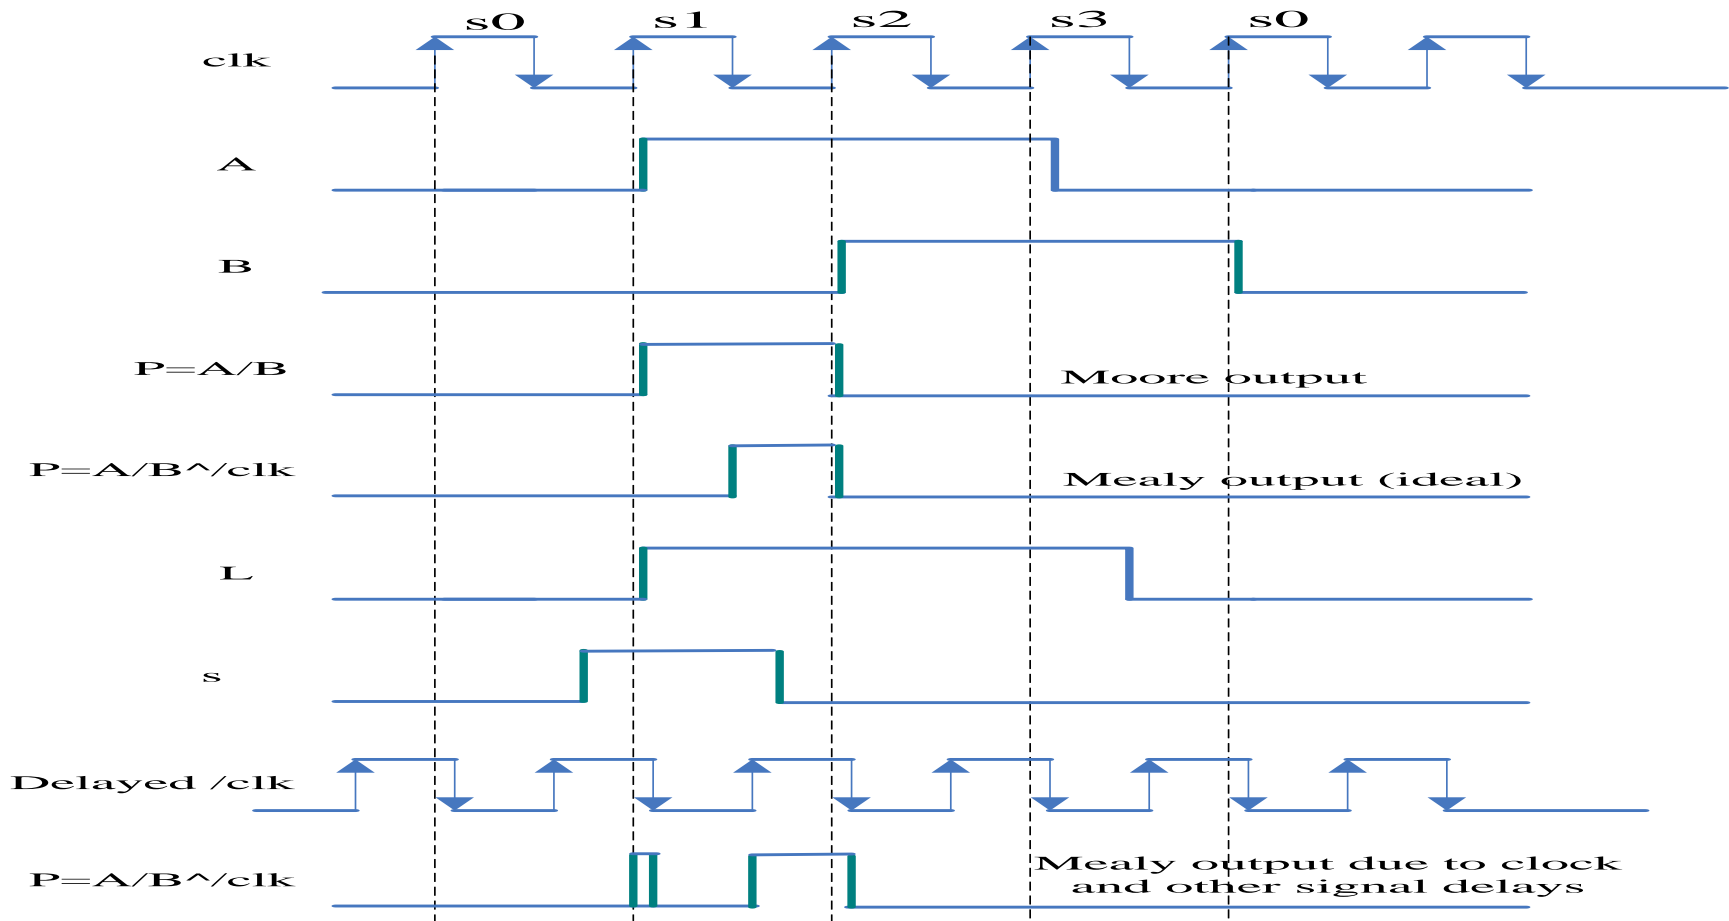 s0 s1 s2 s3 s0
clk
A
B
P=A/B
Moore output
P=A/B^/clk
Mealy output (ideal)
L
s
Delayed /clk
P=A/B^/clk
Mealy output due to clock
and other signal delays